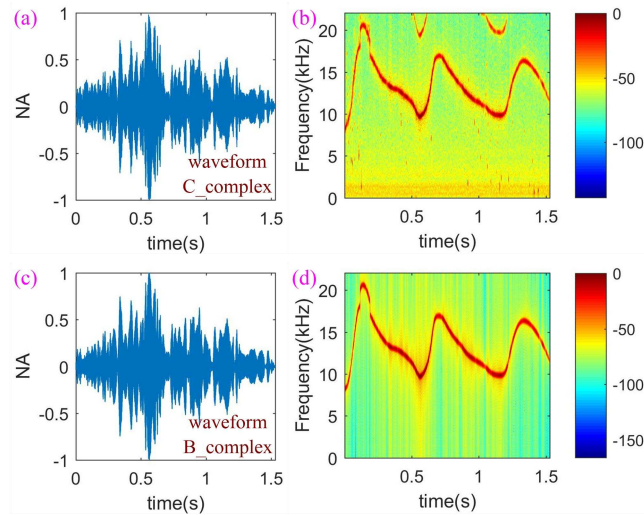 (a)
1
0.5
0
-0.5
-1
NA
0 0.5 1 1.5
time(s)
waveform
C_complex
(b)
20
15
10
5
0
Frequency(kHz)
0.5 1 1.5
time(s)
0
-50
-100
(c)
1
0.5
0
-0.5
-1
NA
0 0.5 1 1.5
time(s)
waveform
B_complex
(d)
20
15
10
5
0
Frequency(kHz)
0.5 1 1.5
time(s)
0
-50
-100
-150